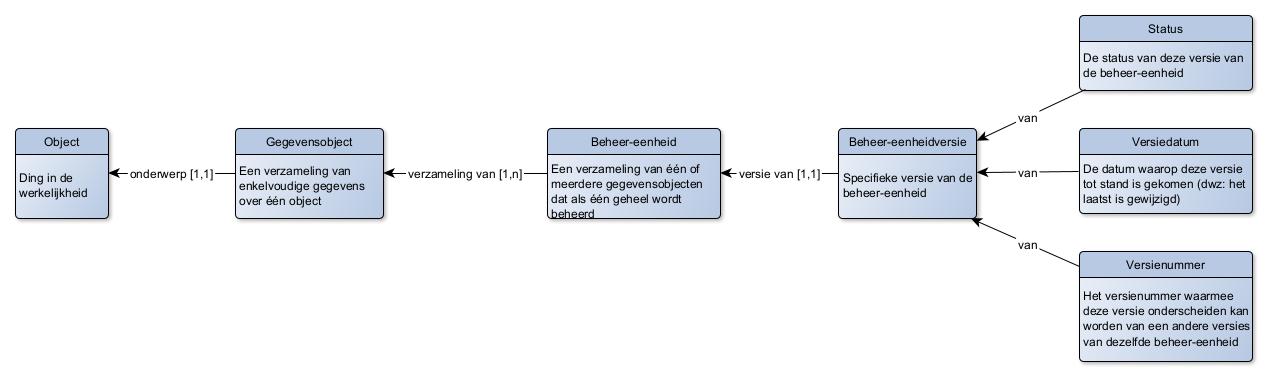 Status
De status van deze versie van
de beheer-eenheid
van
Object
Ding in de
werkelijkheid
onderwerp [1,1]
Gegevensobject
Een verzameling van
enkelvoudige gegevens
over één object
verzameling van [1,n]
Beheer-eenheid
Een verzameling van één of
meerdere gegevensobjecten
dat als één geheel wordt
beheerd
versie van [1,1]
Beheer-eenheidversie
Specifieke versie van de
beheer-eenheid
van
Versiedatum
De datum waarop deze versie
tot stand is gekomen (dwz: het
laatst is gewijzigd)
van
Versienummer
Het versienummer waarmee
deze versie onderscheiden kan
worden van een andere versies
van dezelfde beheer-eenheid